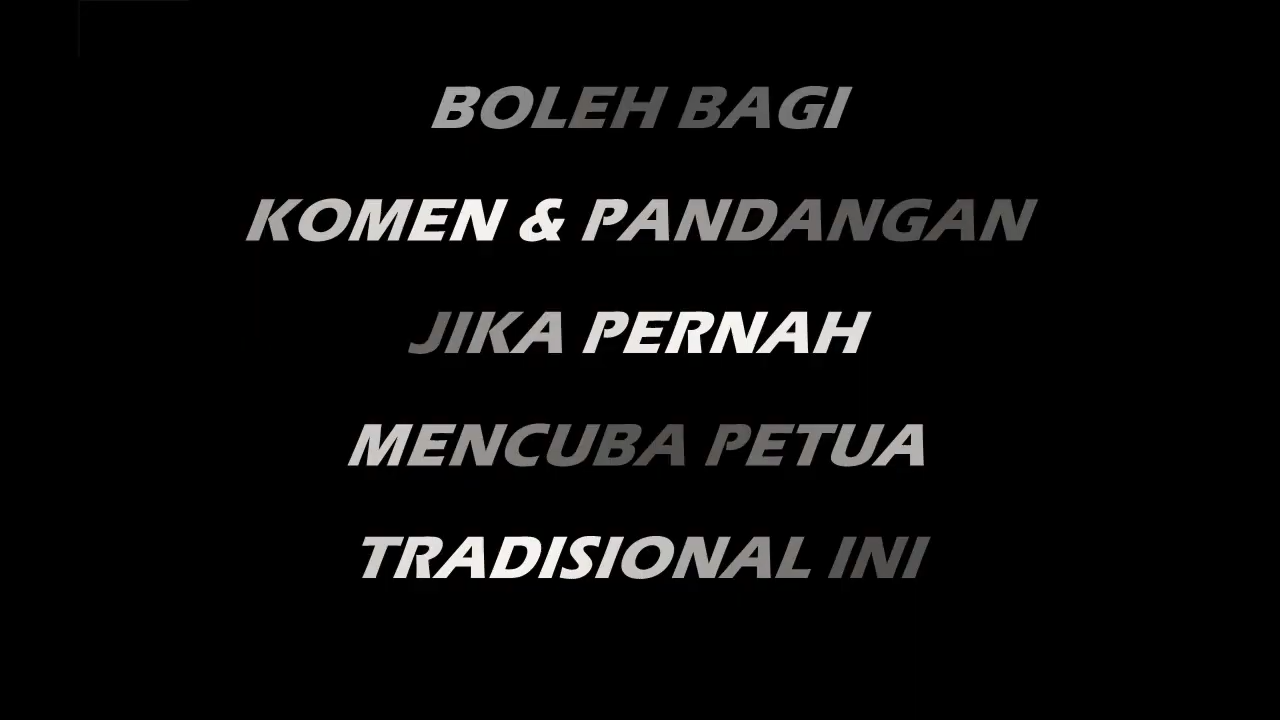 BOLEH BAGI
KOMEN & PANDANGAN
JIKA PERNAH
MENCUBA PETUA
TRADISIONAL INI